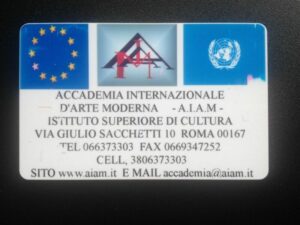 ACCADEMIA INTERNAZIONALE
D'ARTE MODERNA - A.I.A.M -
ISTITUTO SUPERIORE DI CULTURA
VIA GIULIO SACCHETTI 10 ROMA 00167
TEL 066373303 FAX 0669347252
CELL, 3806373303
SITO www.aiam.it E MAIL accademia@aiam.it